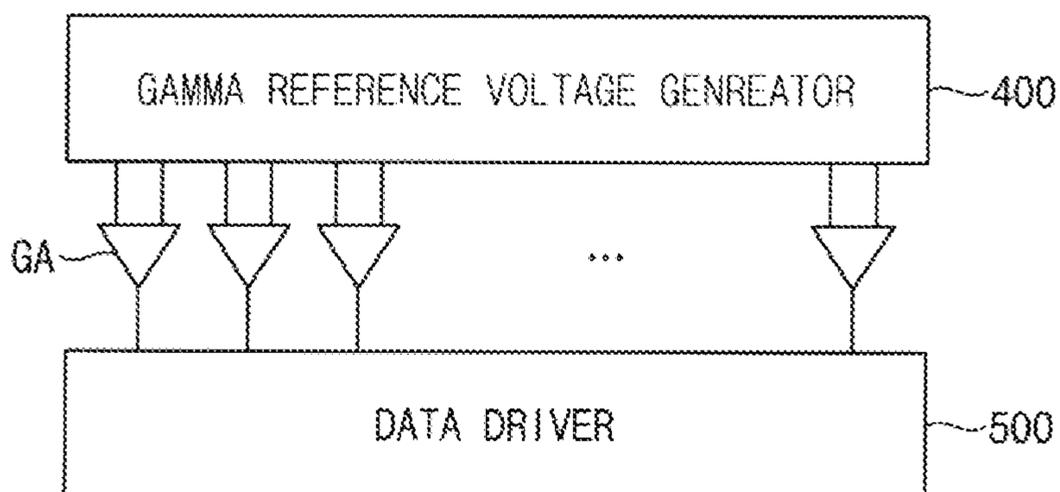 GAMMA REFERENCE VOLTAGE GENREATOR
400
GA
...
DATA DRIVER
500